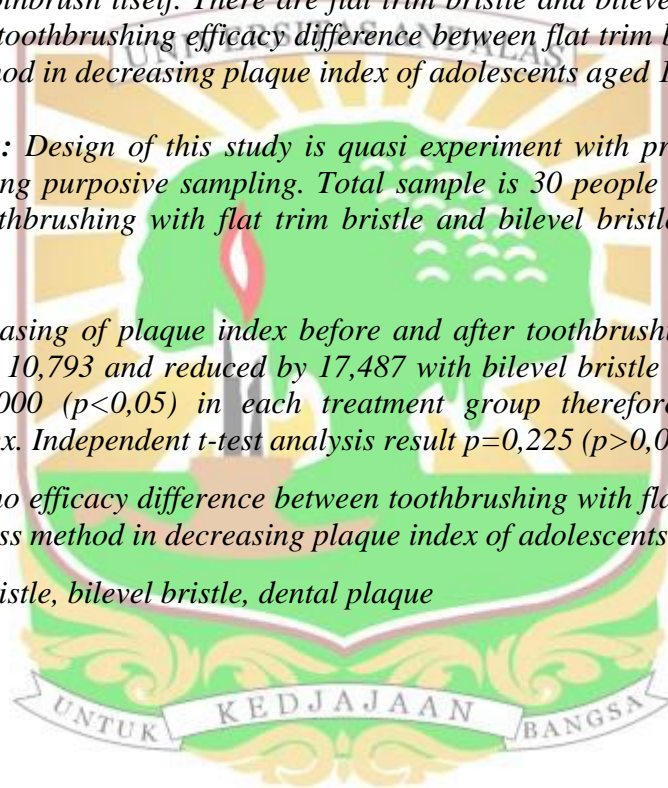 thbrush itself. There are flat trim bristle and bileve
toothbrushing efficacy difference between flat trim b
UNIVERSITAS ANDALAS
od in decreasing plaque index of adolescents aged 1
: Design of this study is quasi experiment with pr
ng purposive sampling. Total sample is 30 people
thbrushing with flat trim bristle and bilevel bristle
asing of plaque index before and after toothbrushi
10,793 and reduced by 17,487 with bilevel bristle
000 (p<0,05) in each treatment group therefor
x. Independent t-test analysis result p=0,225 (p>0,0
no efficacy difference between toothbrushing with fla
ss method in decreasing plaque index of adolescents
istle, bilevel bristle, dental plaque
UNTUK KEDJAJAAN BANGSA